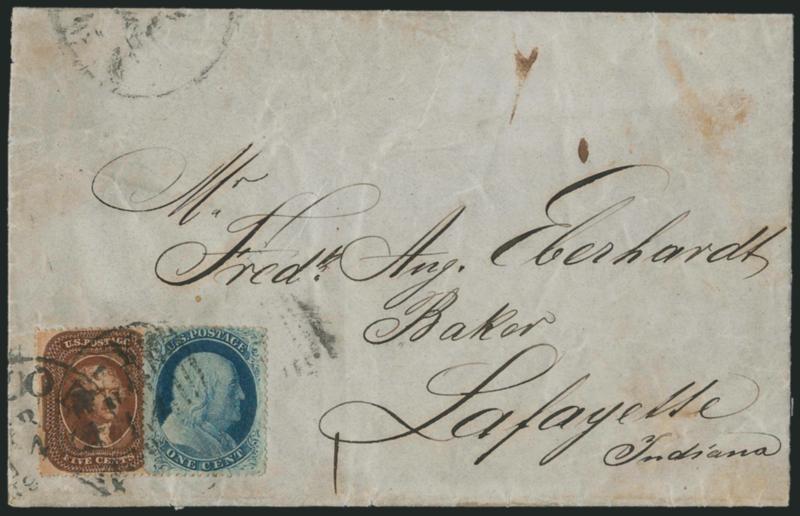 Mr.
Fredk. Aug. Eberhardt
Baker
Lafayette
Indiana
U.S. POSTAGE
FIVE CENTS
U.S. POSTAGE
ONE CENT